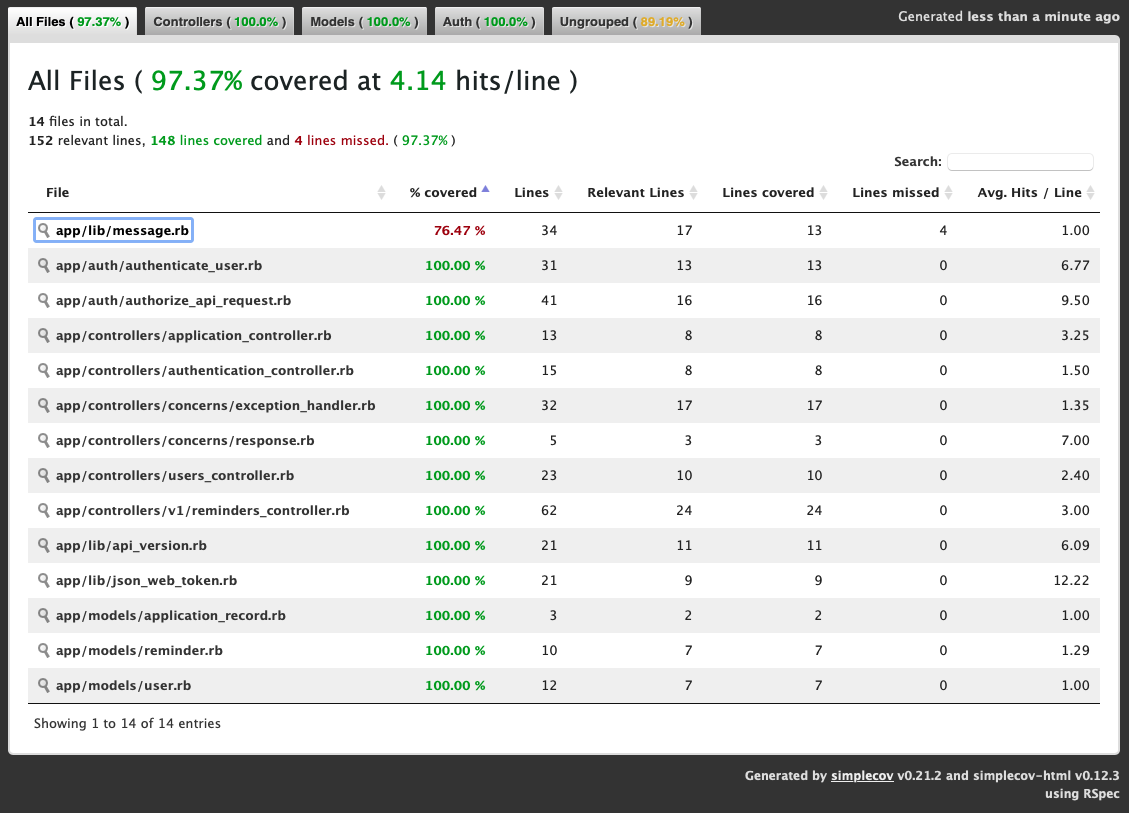 All Files ( 97.37% ) Controllers ( 100.0% ) Models ( 100.0% ) Auth ( 100.0% ) Ungrouped ( 89.19% ) Generated less than a minute ago
All Files ( 97.37% covered at 4.14 hits/line )
14 files in total.
152 relevant lines, 148 lines covered and 4 lines missed. ( 97.37% )
Search:
File % covered Lines Relevant Lines Lines covered Lines missed Avg. Hits / Line
app/lib/message.rb 76.47 % 34 17 13 4 1.00
app/auth/authenticate_user.rb 100.00 % 31 13 13 0 6.77
app/auth/authorize_api_request.rb 100.00 % 41 16 16 0 9.50
app/controllers/application_controller.rb 100.00 % 13 8 8 0 3.25
app/controllers/authentication_controller.rb 100.00 % 15 8 8 0 1.50
app/controllers/concerns/exception_handler.rb 100.00 % 32 17 17 0 1.35
app/controllers/concerns/response.rb 100.00 % 5 3 3 0 7.00
app/controllers/users_controller.rb 100.00 % 23 10 10 0 2.40
app/controllers/v1/reminders_controller.rb 100.00 % 62 24 24 0 3.00
app/lib/api_version.rb 100.00 % 21 11 11 0 6.09
app/lib/json_web_token.rb 100.00 % 21 9 9 0 12.22
app/models/application_record.rb 100.00 % 3 2 2 0 1.00
app/models/reminder.rb 100.00 % 10 7 7 0 1.29
app/models/user.rb 100.00 % 12 7 7 0 1.00
Showing 1 to 14 of 14 entries
Generated by simplecov v0.21.2 and simplecov-html v0.12.3
using RSpec